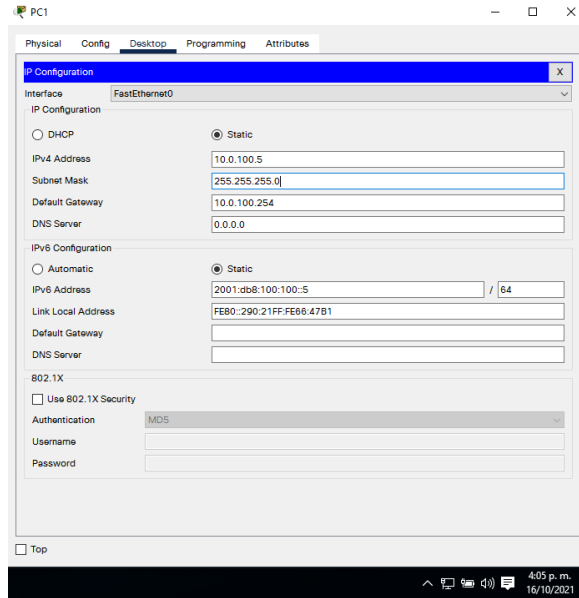 PC1
Physical Config Desktop Programming Attributes
IP Configuration X
Interface FastEthernet0
IP Configuration
DHCP Static
IPv4 Address 10.0.100.5
Subnet Mask 255.255.255.0
Default Gateway 10.0.100.254
DNS Server 0.0.0.0
IPv6 Configuration
Automatic Static
IPv6 Address 2001:db8:100:100::5 / 64
Link Local Address FE80::290:21FF:FE66:47B1
Default Gateway
DNS Server
802.1X
Use 802.1X Security
Authentication MD5
Username
Password
Top
4:05 p. m.
16/10/2021